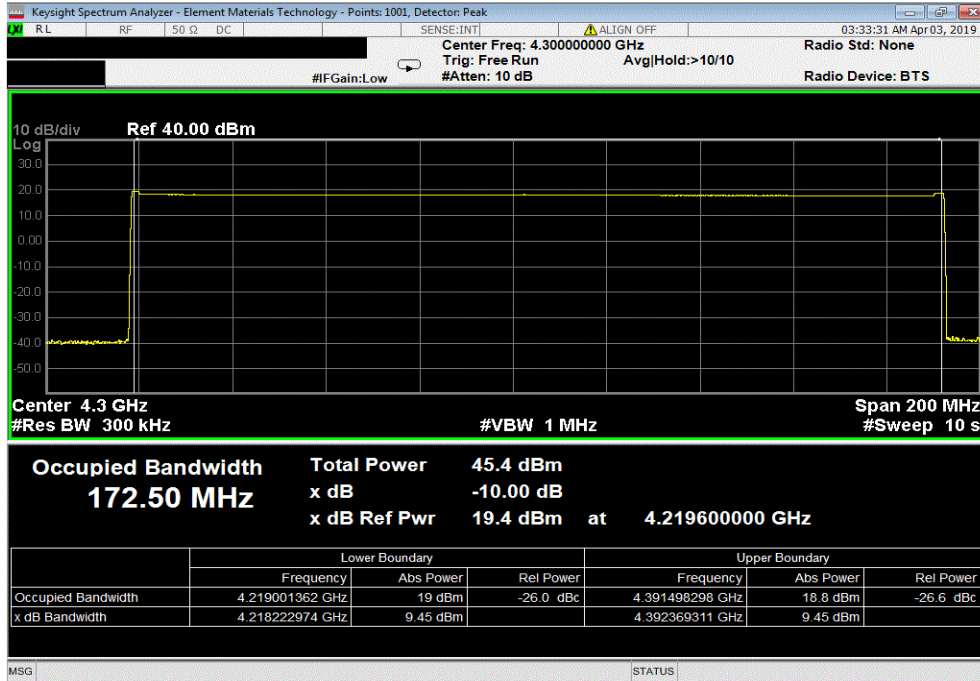 Keysight Spectrum Analyzer - Element Materials Technology - Points: 1001, Detector: Peak
LXI RL RF 50 Ω DC SENSE:INT ALIGN OFF 03:33:31 AM Apr 03, 2019
Center Freq: 4.300000000 GHz Radio Std: None
Trig: Free Run Avg|Hold:>10/10
#IFGain:Low #Atten: 10 dB Radio Device: BTS
10 dB/div Ref 40.00 dBm
Log
30.0
20.0
10.0
0.00
-10.0
-20.0
-30.0
-40.0
-50.0
Center 4.3 GHz Span 200 MHz
#Res BW 300 kHz #VBW 1 MHz #Sweep 10 s
Occupied Bandwidth Total Power 45.4 dBm
172.50 MHz x dB -10.00 dB
x dB Ref Pwr 19.4 dBm at 4.219600000 GHz
Lower Boundary Upper Boundary
Frequency Abs Power Rel Power Frequency Abs Power Rel Power
Occupied Bandwidth 4.219001362 GHz 19 dBm -26.0 dBc 4.391498298 GHz 18.8 dBm -26.6 dBc
x dB Bandwidth 4.218222974 GHz 9.45 dBm 4.392369311 GHz 9.45 dBm
MSG STATUS